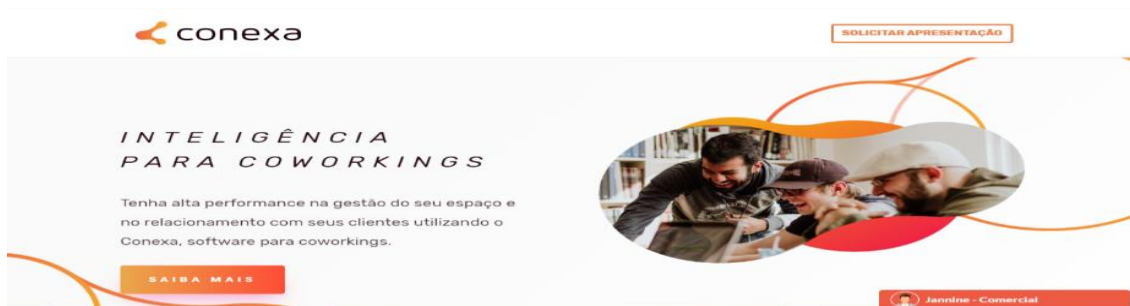 conexa
SOLICITAR APRESENTAÇÃO
INTELIGÊNCIA
PARA COWORKINGS
Tenha alta performance na gestão do seu espaço e
no relacionamento com seus clientes utilizando o
Conexa, software para coworkings.
SAIBA MAIS
Jannine - Comercial